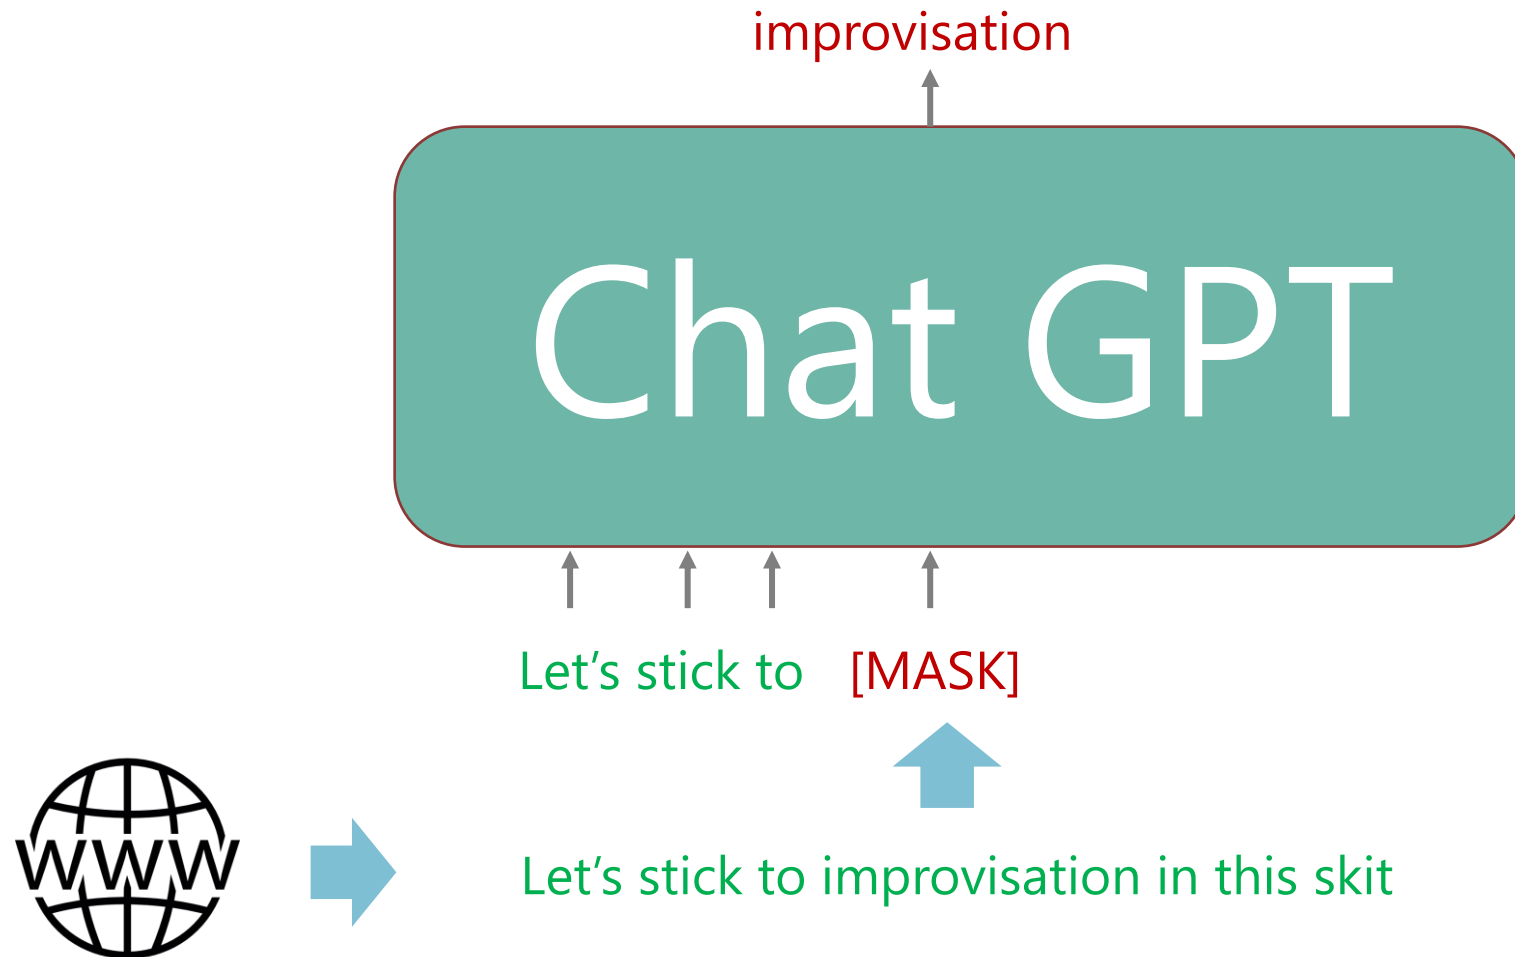 improvisation
Chat GPT
Let’s stick to [MASK]
WWW
Let’s stick to improvisation in this skit